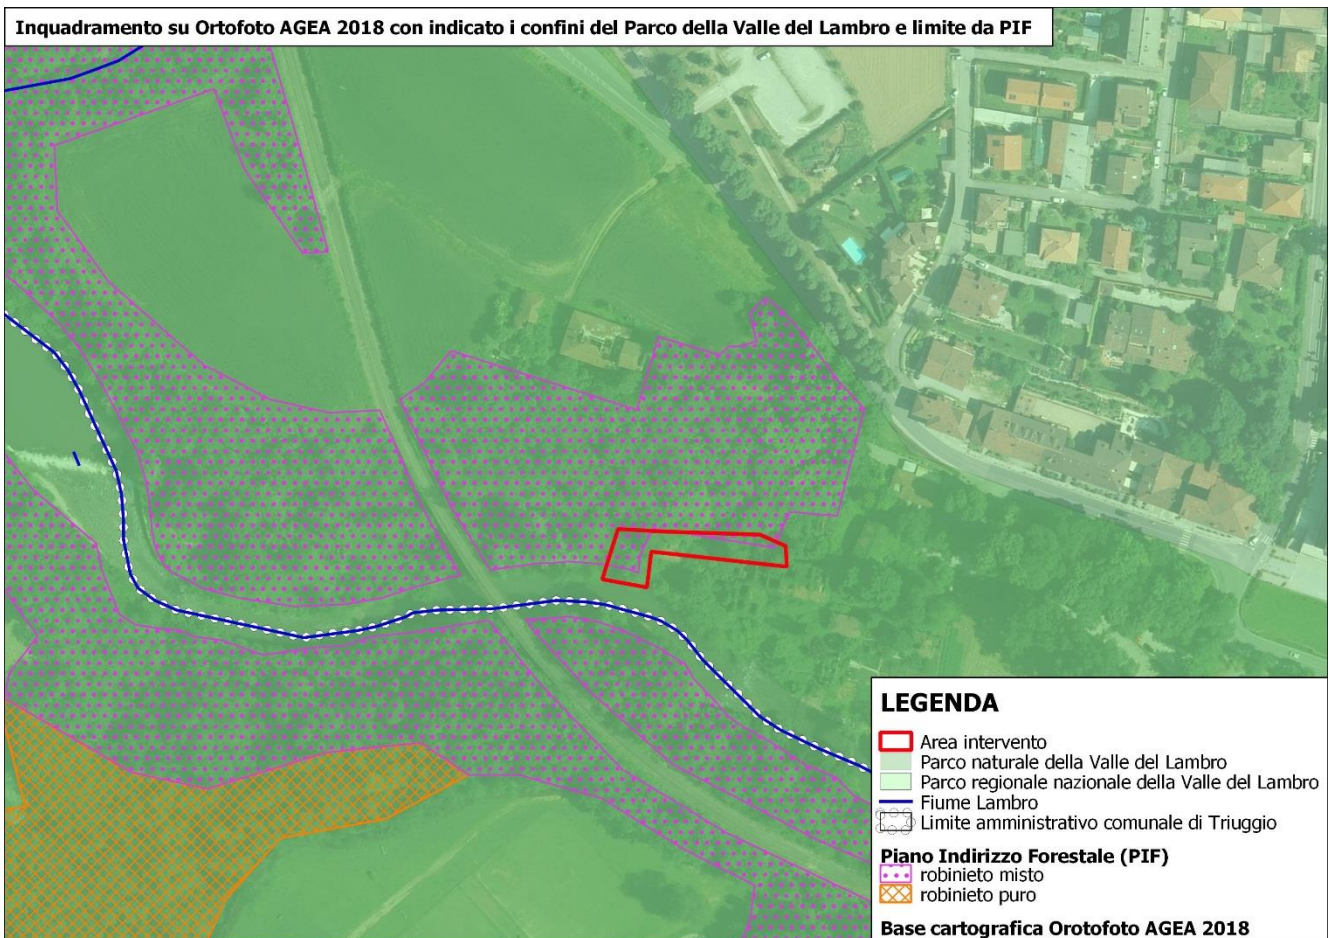 Inquadramento su Ortofoto AGEA 2018 con indicato i confini del Parco della Valle del Lambro e limite da PIF
LEGENDA
Area intervento
Parco naturale della Valle del Lambro
Parco regionale nazionale della Valle del Lambro
Fiume Lambro
Limite amministrativo comunale di Triuggio
Piano Indirizzo Forestale (PIF)
robinieto misto
robinieto puro
Base cartografica Orotofoto AGEA 2018